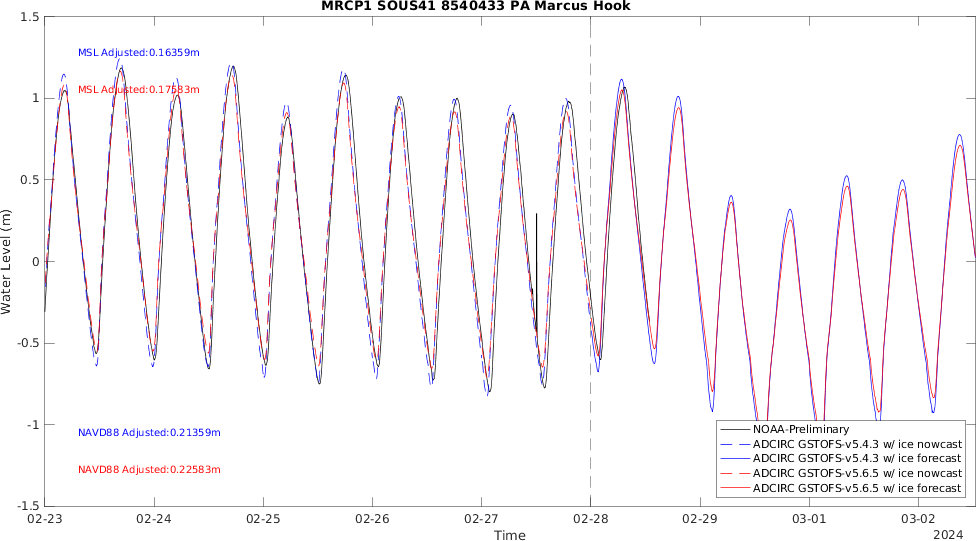 MRCP1 SOUS41 8540433 PA Marcus Hook
1.5
MSL Adjusted:0.16359m
MSL Adjusted:0.17583m
1
0.5
0
Water Level (m)
-0.5
-1
NAVD88 Adjusted:0.21359m
NAVD88 Adjusted:0.22583m
-1.5
NOAA-Preliminary
ADCIRC GSTOFS-v5.4.3 w/ ice nowcast
ADCIRC GSTOFS-v5.4.3 w/ ice forecast
ADCIRC GSTOFS-v5.6.5 w/ ice nowcast
ADCIRC GSTOFS-v5.6.5 w/ ice forecast
02-23 02-24 02-25 02-26 02-27 02-28 02-29 03-01 03-02
Time
2024